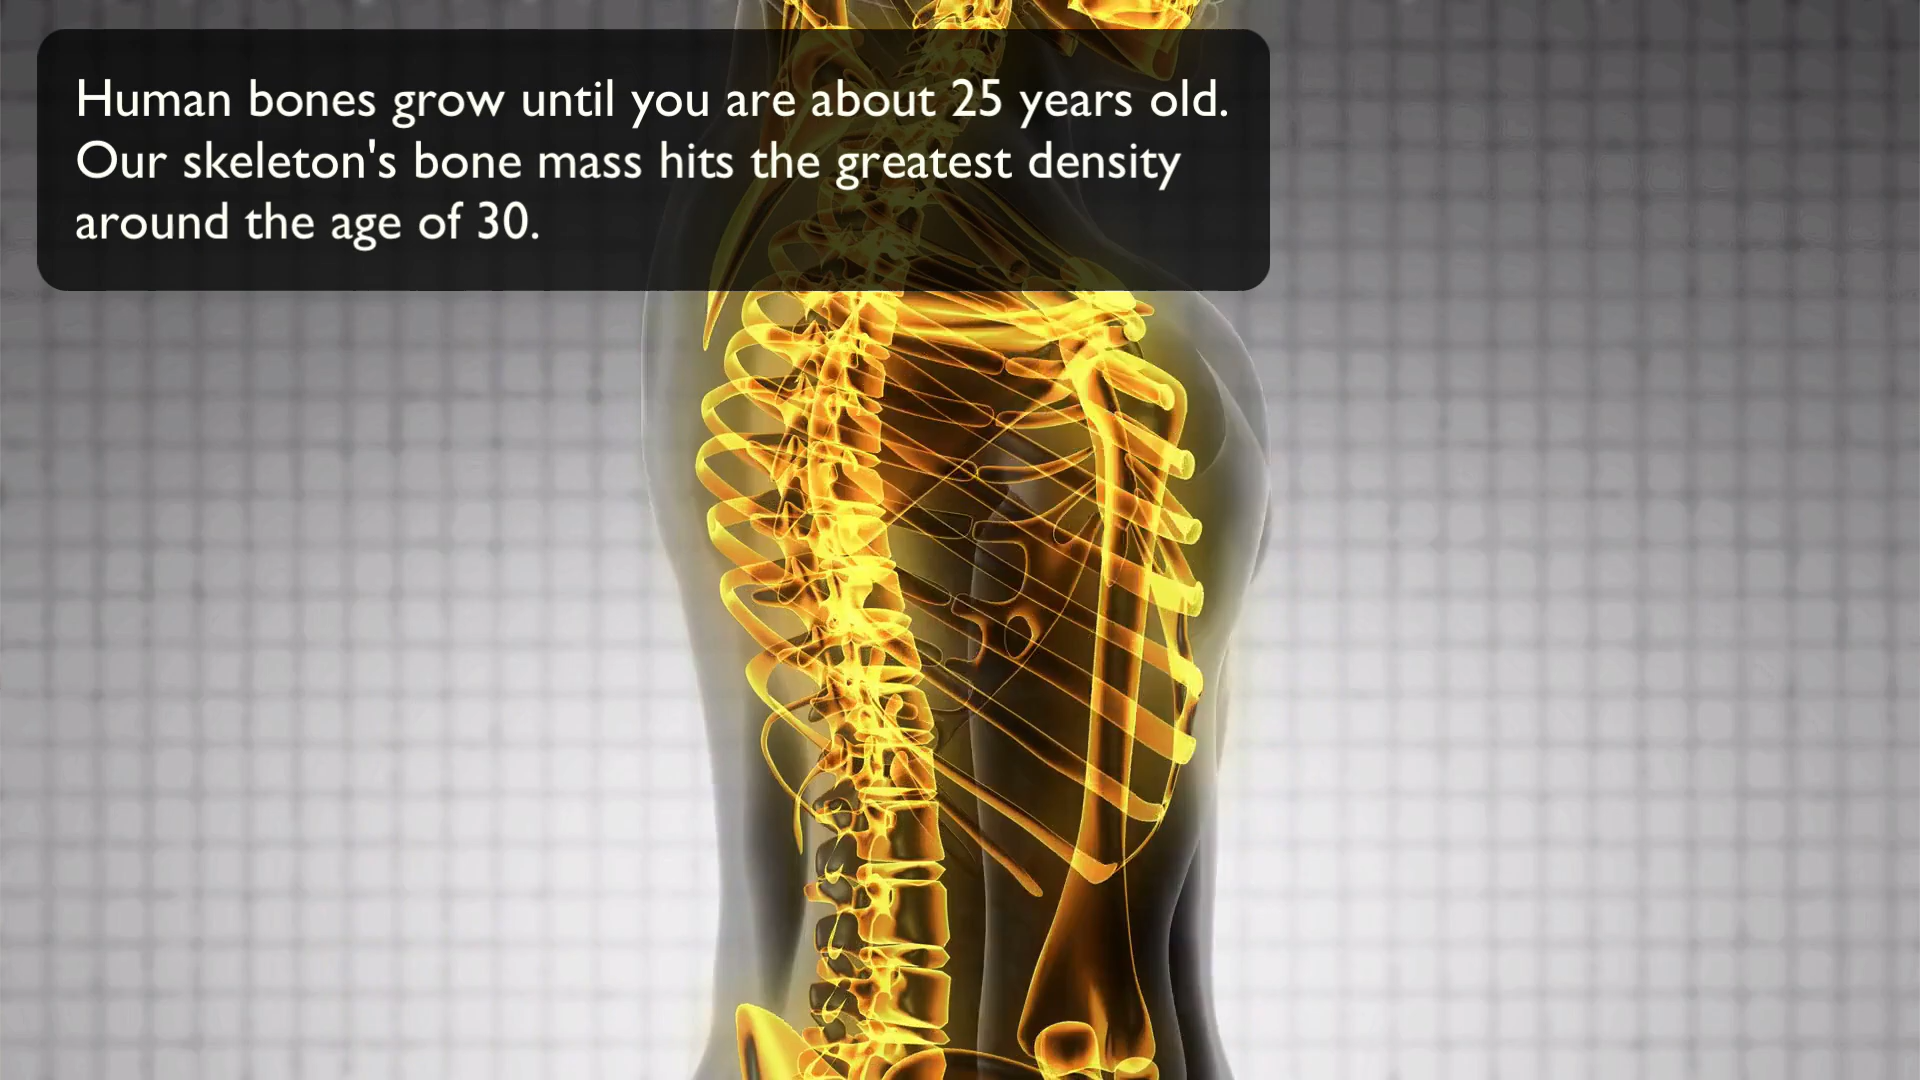 Human bones grow until you are about 25 years old.
Our skeleton's bone mass hits the greatest density
around the age of 30.